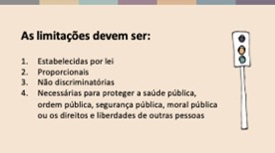 As limitações devem ser:
1. Estabelecidas por lei
2. Proporcionais
3. Não discriminatórias
4. Necessárias para proteger a saúde pública,
ordem pública, segurança pública, moral pública
ou os direitos e liberdades de outras pessoas